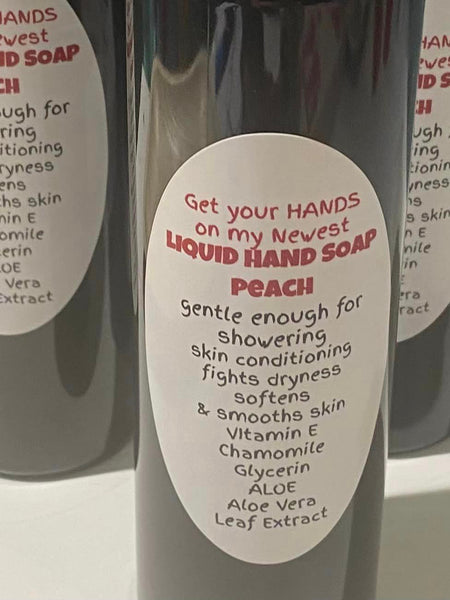 Get your HANDS
on my Newest
LIQUID HAND SOAP
PEACH
gentle enough for
showering
skin conditioning
fights dryness
softens
& smooths skin
Vitamin E
Chamomile
Glycerin
ALOE
Aloe Vera
Leaf Extract